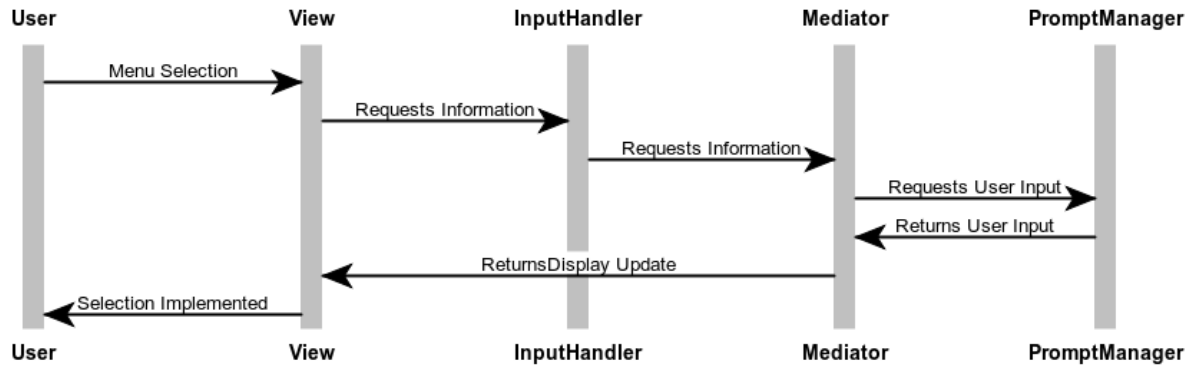 User View InputHandler Mediator PromptManager
Menu Selection
Requests Information
Requests Information
Requests User Input
Returns User Input
ReturnsDisplay Update
Selection Implemented
User View InputHandler Mediator PromptManager